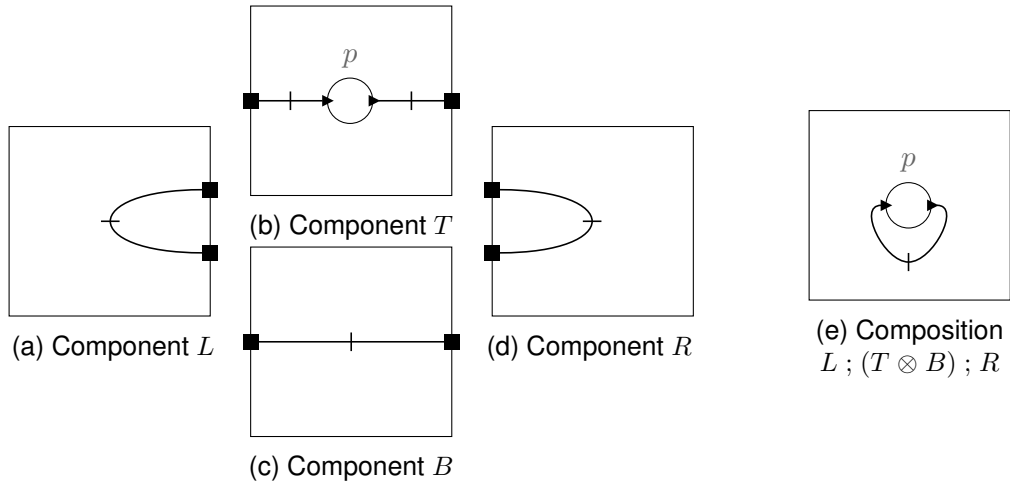 p
(b) Component T
(a) Component L
(c) Component B
(d) Component R
p
(e) Composition
L ; (T ⊗ B) ; R